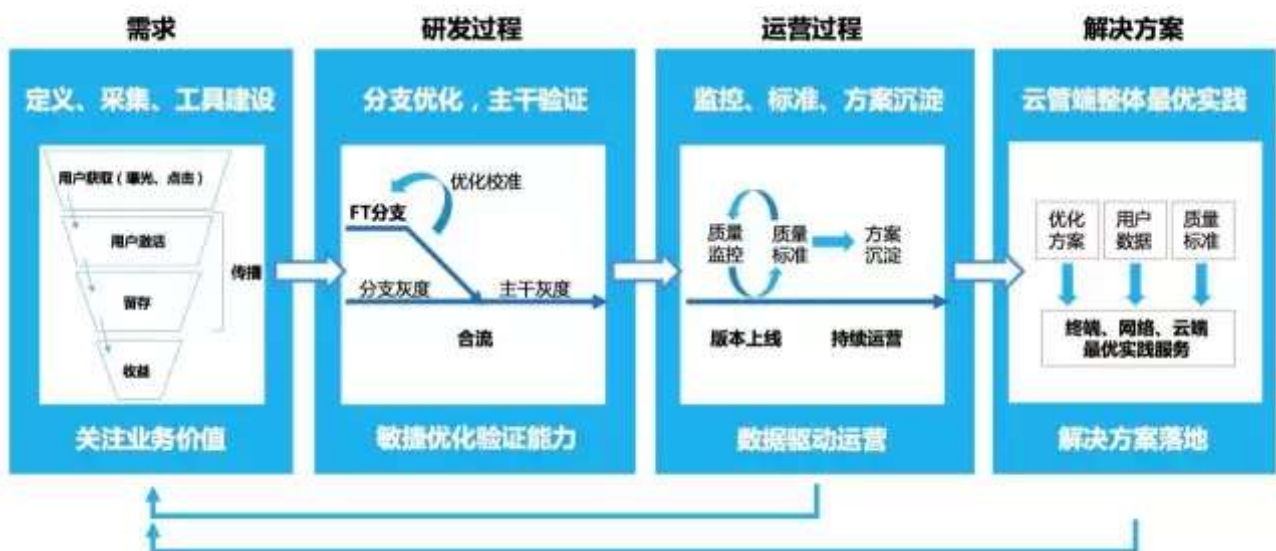 需求
定义、采集、工具建设
用户获取（曝光、点击）
用户激活
留存
收益
传播
关注业务价值
研发过程
分支优化，主干验证
优化校准
FT分支
分支灰度
主干灰度
合流
敏捷优化验证能力
运营过程
监控、标准、方案沉淀
质量
监控
质量
标准
方案
沉淀
版本上线
持续运营
数据驱动运营
解决方案
云管端整体最优实践
优化
方案
用户
数据
质量
标准
终端、网络、云端
最优实践服务
解决方案落地